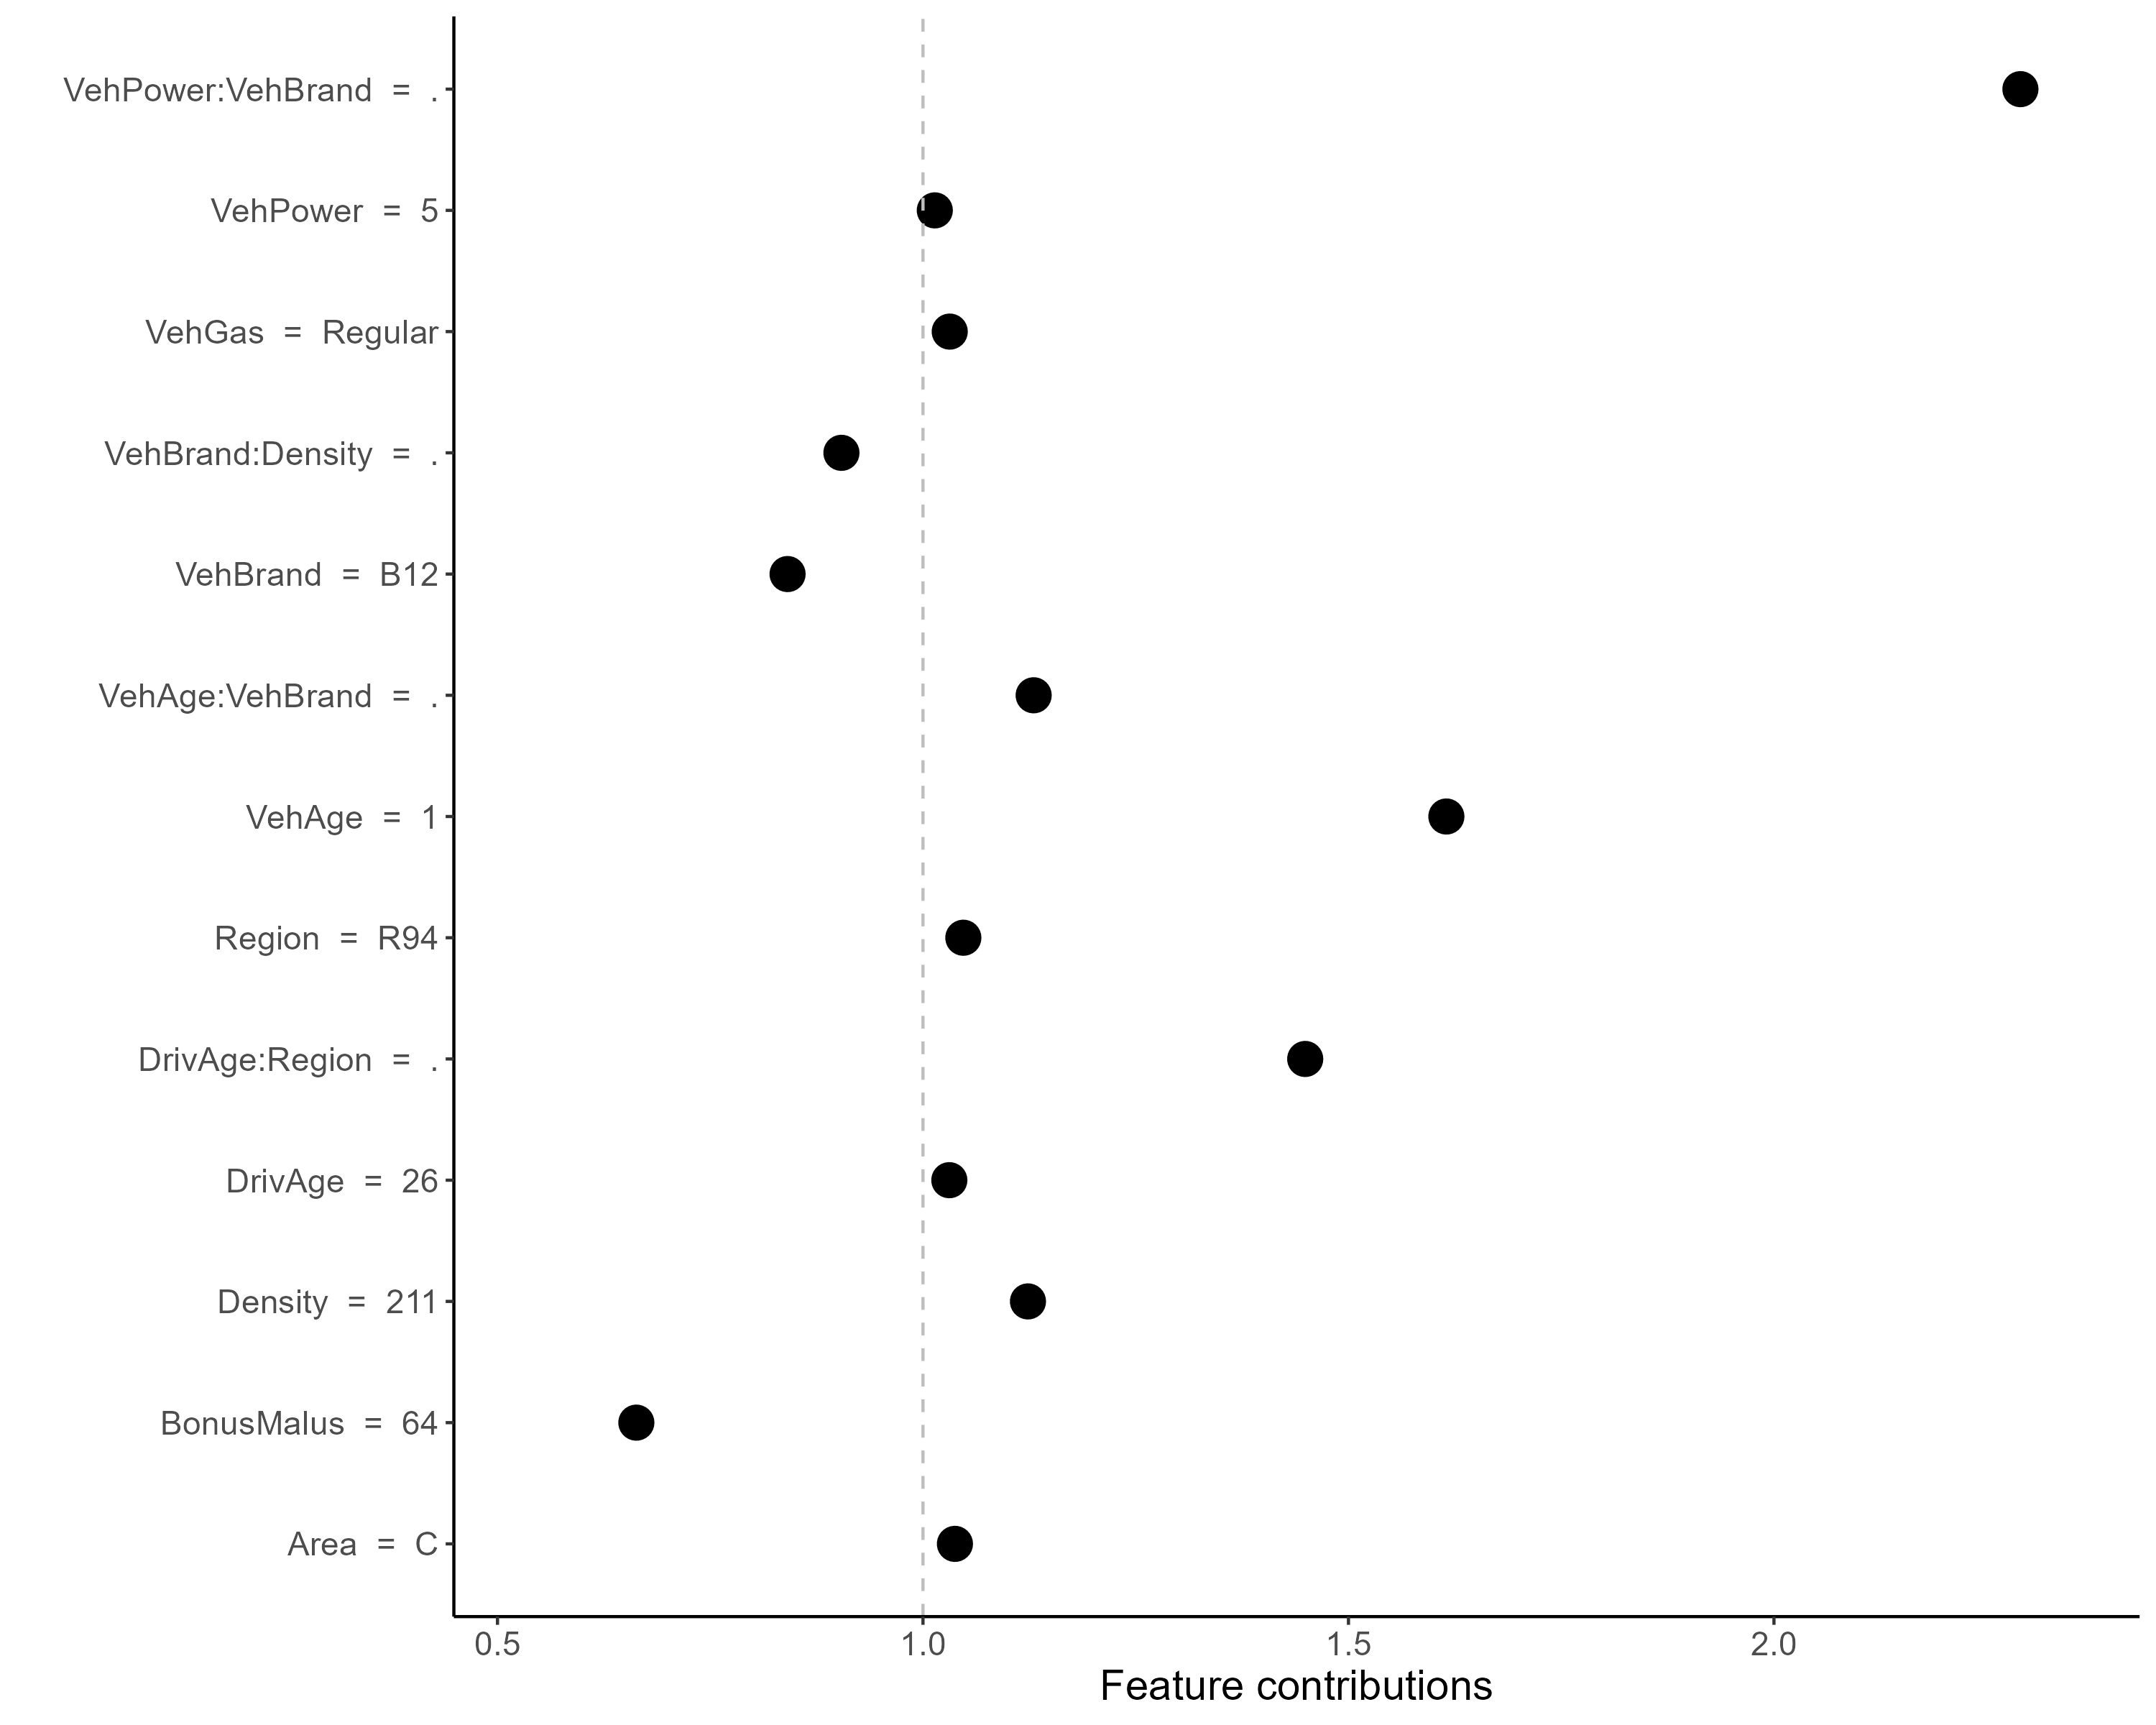 VehPower:VehBrand = .
VehPower = 5
VehGas = Regular
VehBrand:Density = .
VehBrand = B12
VehAge:VehBrand = .
VehAge = 1
Region = R94
DrivAge:Region = .
DrivAge = 26
Density = 211
BonusMalus = 64
Area = C
0.5 1.0 1.5 2.0
Feature contributions